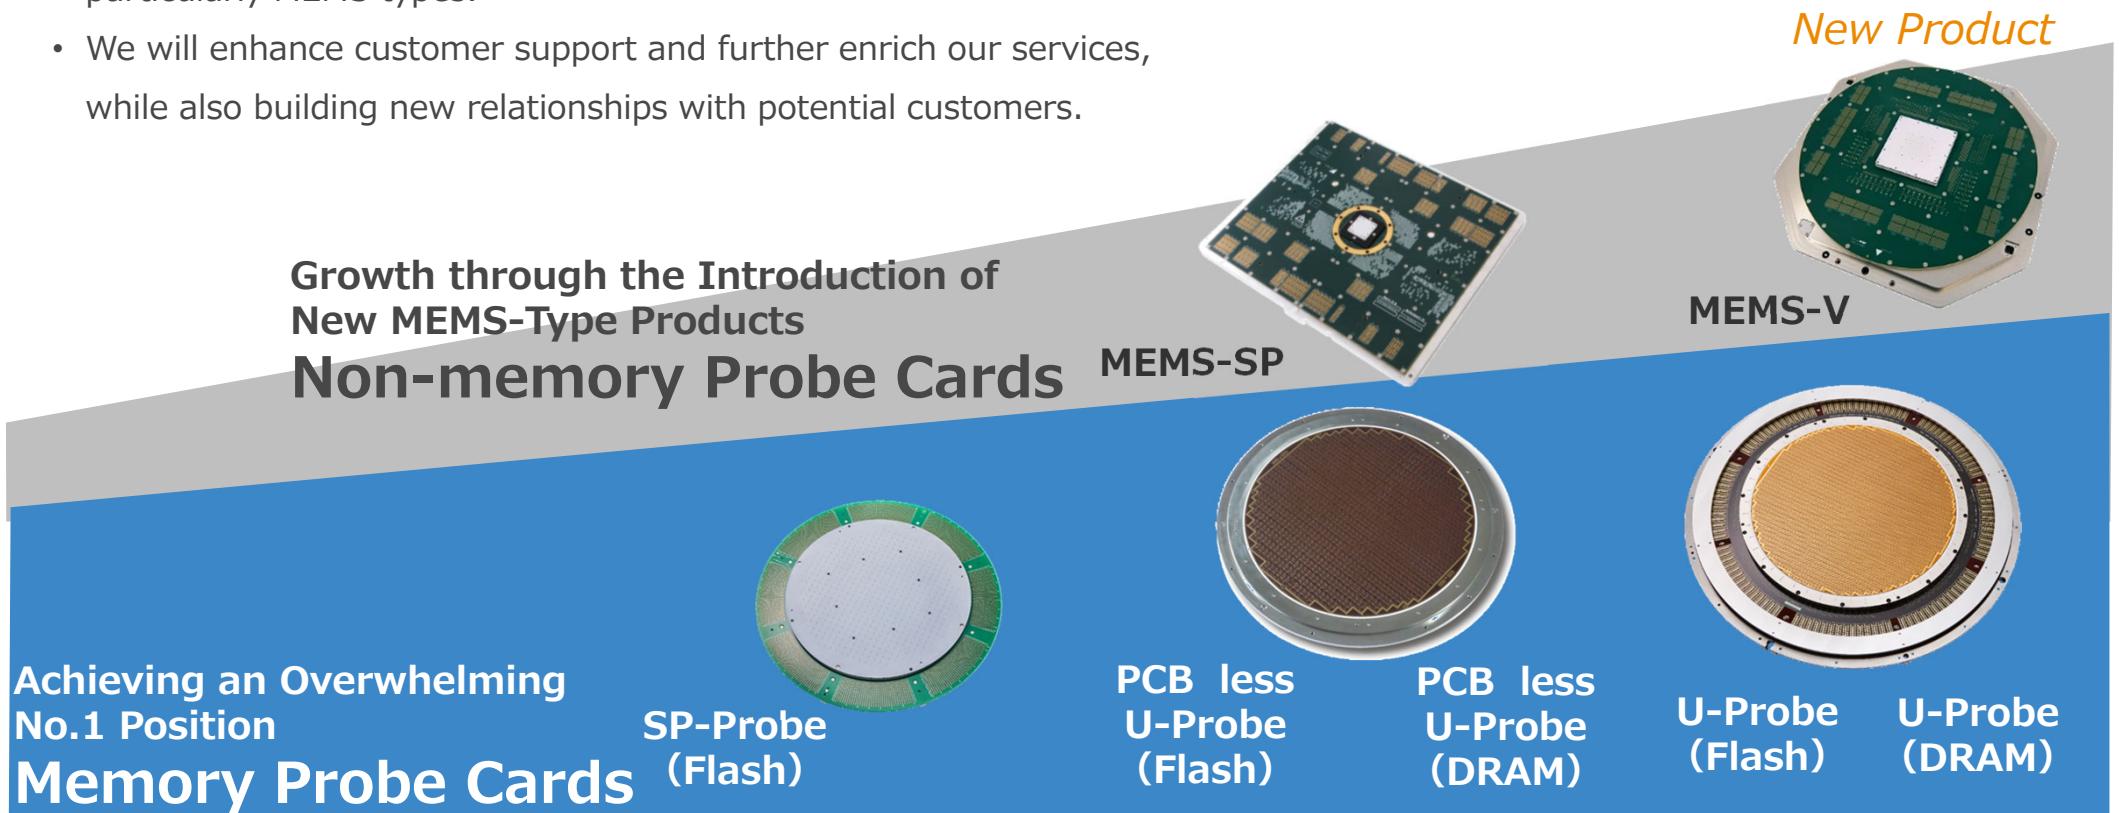 particularly MEMS types.
• We will enhance customer support and further enrich our services,
while also building new relationships with potential customers.
New Product
Growth through the Introduction of
New MEMS-Type Products
Non-memory Probe Cards
MEMS-SP
MEMS-V
Achieving an Overwhelming
No.1 Position
Memory Probe Cards
SP-Probe
（Flash）
PCB less
U-Probe
（Flash）
PCB less
U-Probe
（DRAM）
U-Probe
（Flash）
U-Probe
（DRAM）